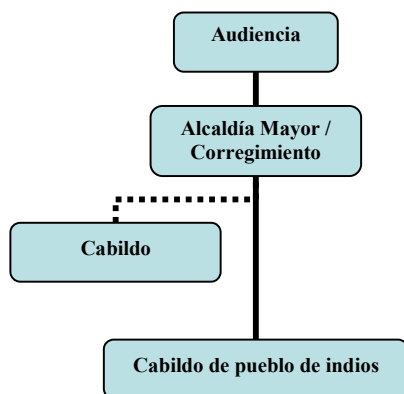 Audiencia
Alcaldía Mayor /
Corregimiento
Cabildo
Cabildo de pueblo de indios